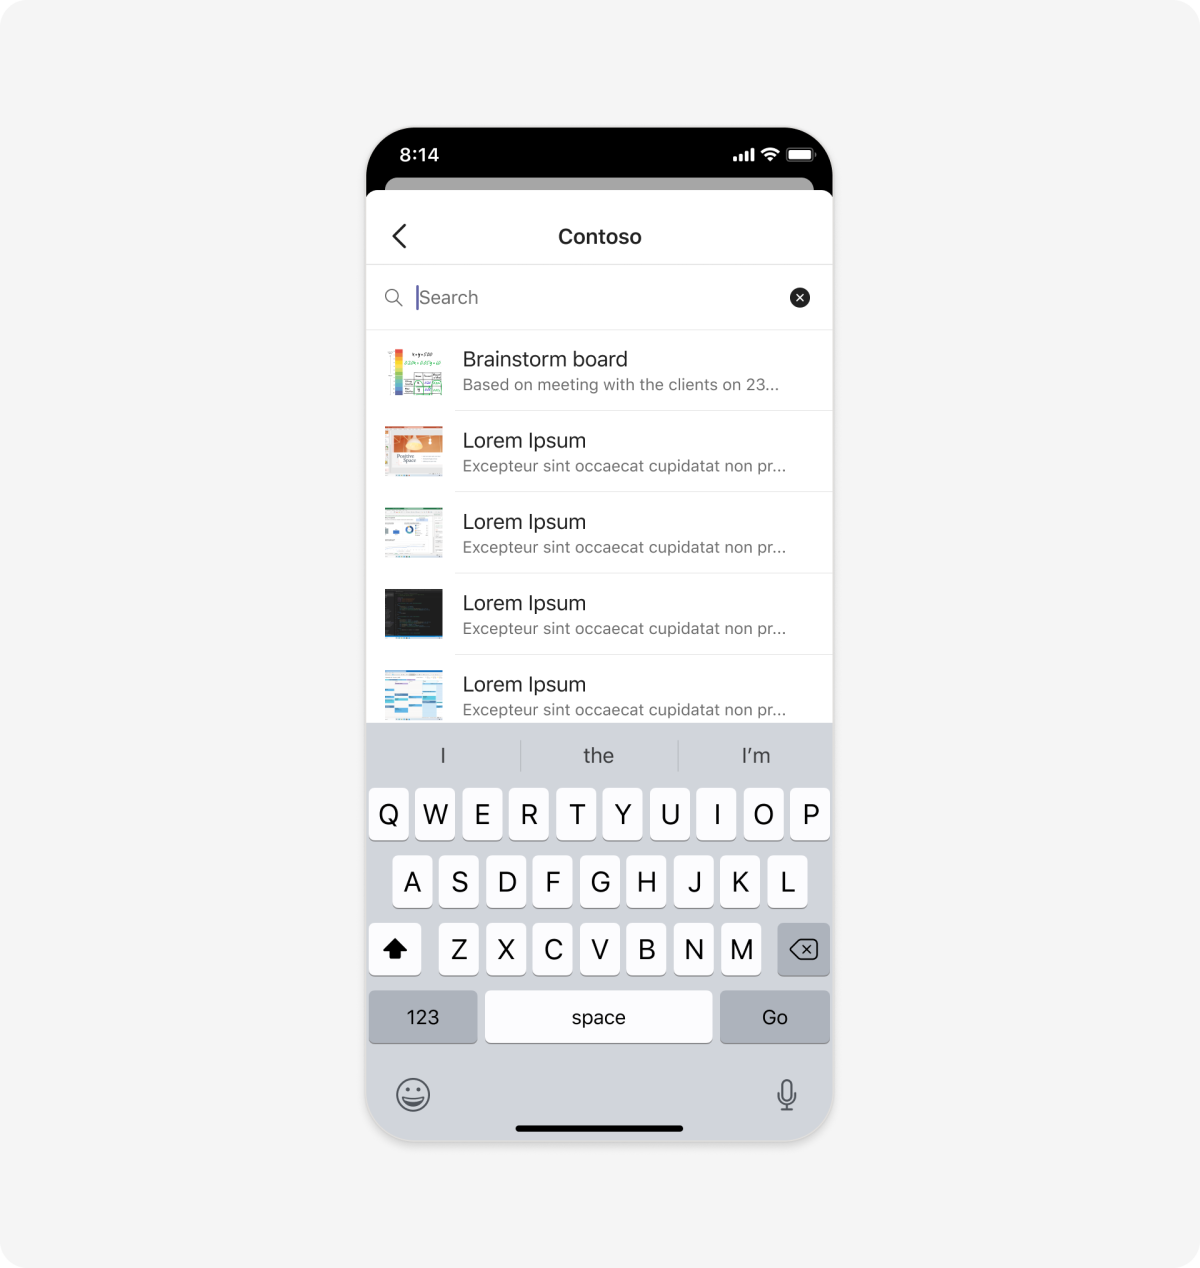 8:14
Contoso
Search
Brainstorm board
Based on meeting with the clients on 23...
Positive
Space
Lorem Ipsum
Excepteur sint occaecat cupidatat non pr...
Lorem Ipsum
Excepteur sint occaecat cupidatat non pr...
Lorem Ipsum
Excepteur sint occaecat cupidatat non pr...
Lorem Ipsum
Excepteur sint occaecat cupidatat non pr...
I the I’m
Q W E R T Y U I O P
A S D F G H J K L
Z X C V B N M
123 space Go